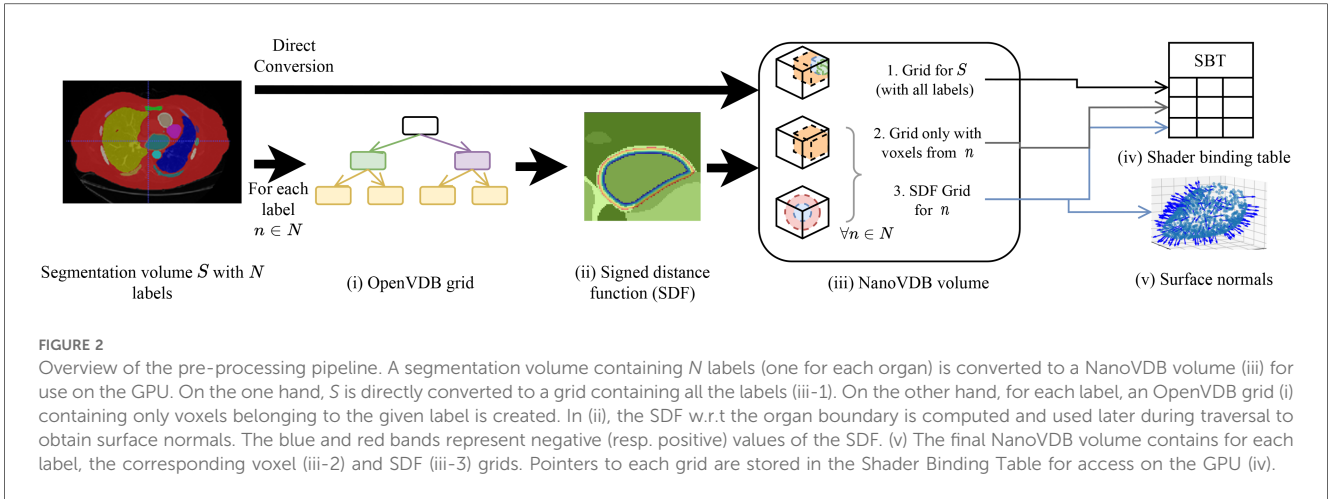 Direct
Conversion
For each
label
n ∈ N
Segmentation volume S with N
labels
(i) OpenVDB grid
(ii) Signed distance
function (SDF)
1. Grid for S
(with all labels)
2. Grid only with
voxels from n
3. SDF Grid
for n
∀n ∈ N
(iii) NanoVDB volume
SBT
(iv) Shader binding table
(v) Surface normals
FIGURE 2
Overview of the pre-processing pipeline. A segmentation volume containing N labels (one for each organ) is converted to a NanoVDB volume (iii) for
use on the GPU. On the one hand, S is directly converted to a grid containing all the labels (iii-1). On the other hand, for each label, an OpenVDB grid (i)
containing only voxels belonging to the given label is created. In (ii), the SDF w.r.t the organ boundary is computed and used later during traversal to
obtain surface normals. The blue and red bands represent negative (resp. positive) values of the SDF. (v) The final NanoVDB volume contains for each
label, the corresponding voxel (iii-2) and SDF (iii-3) grids. Pointers to each grid are stored in the Shader Binding Table for access on the GPU (iv).